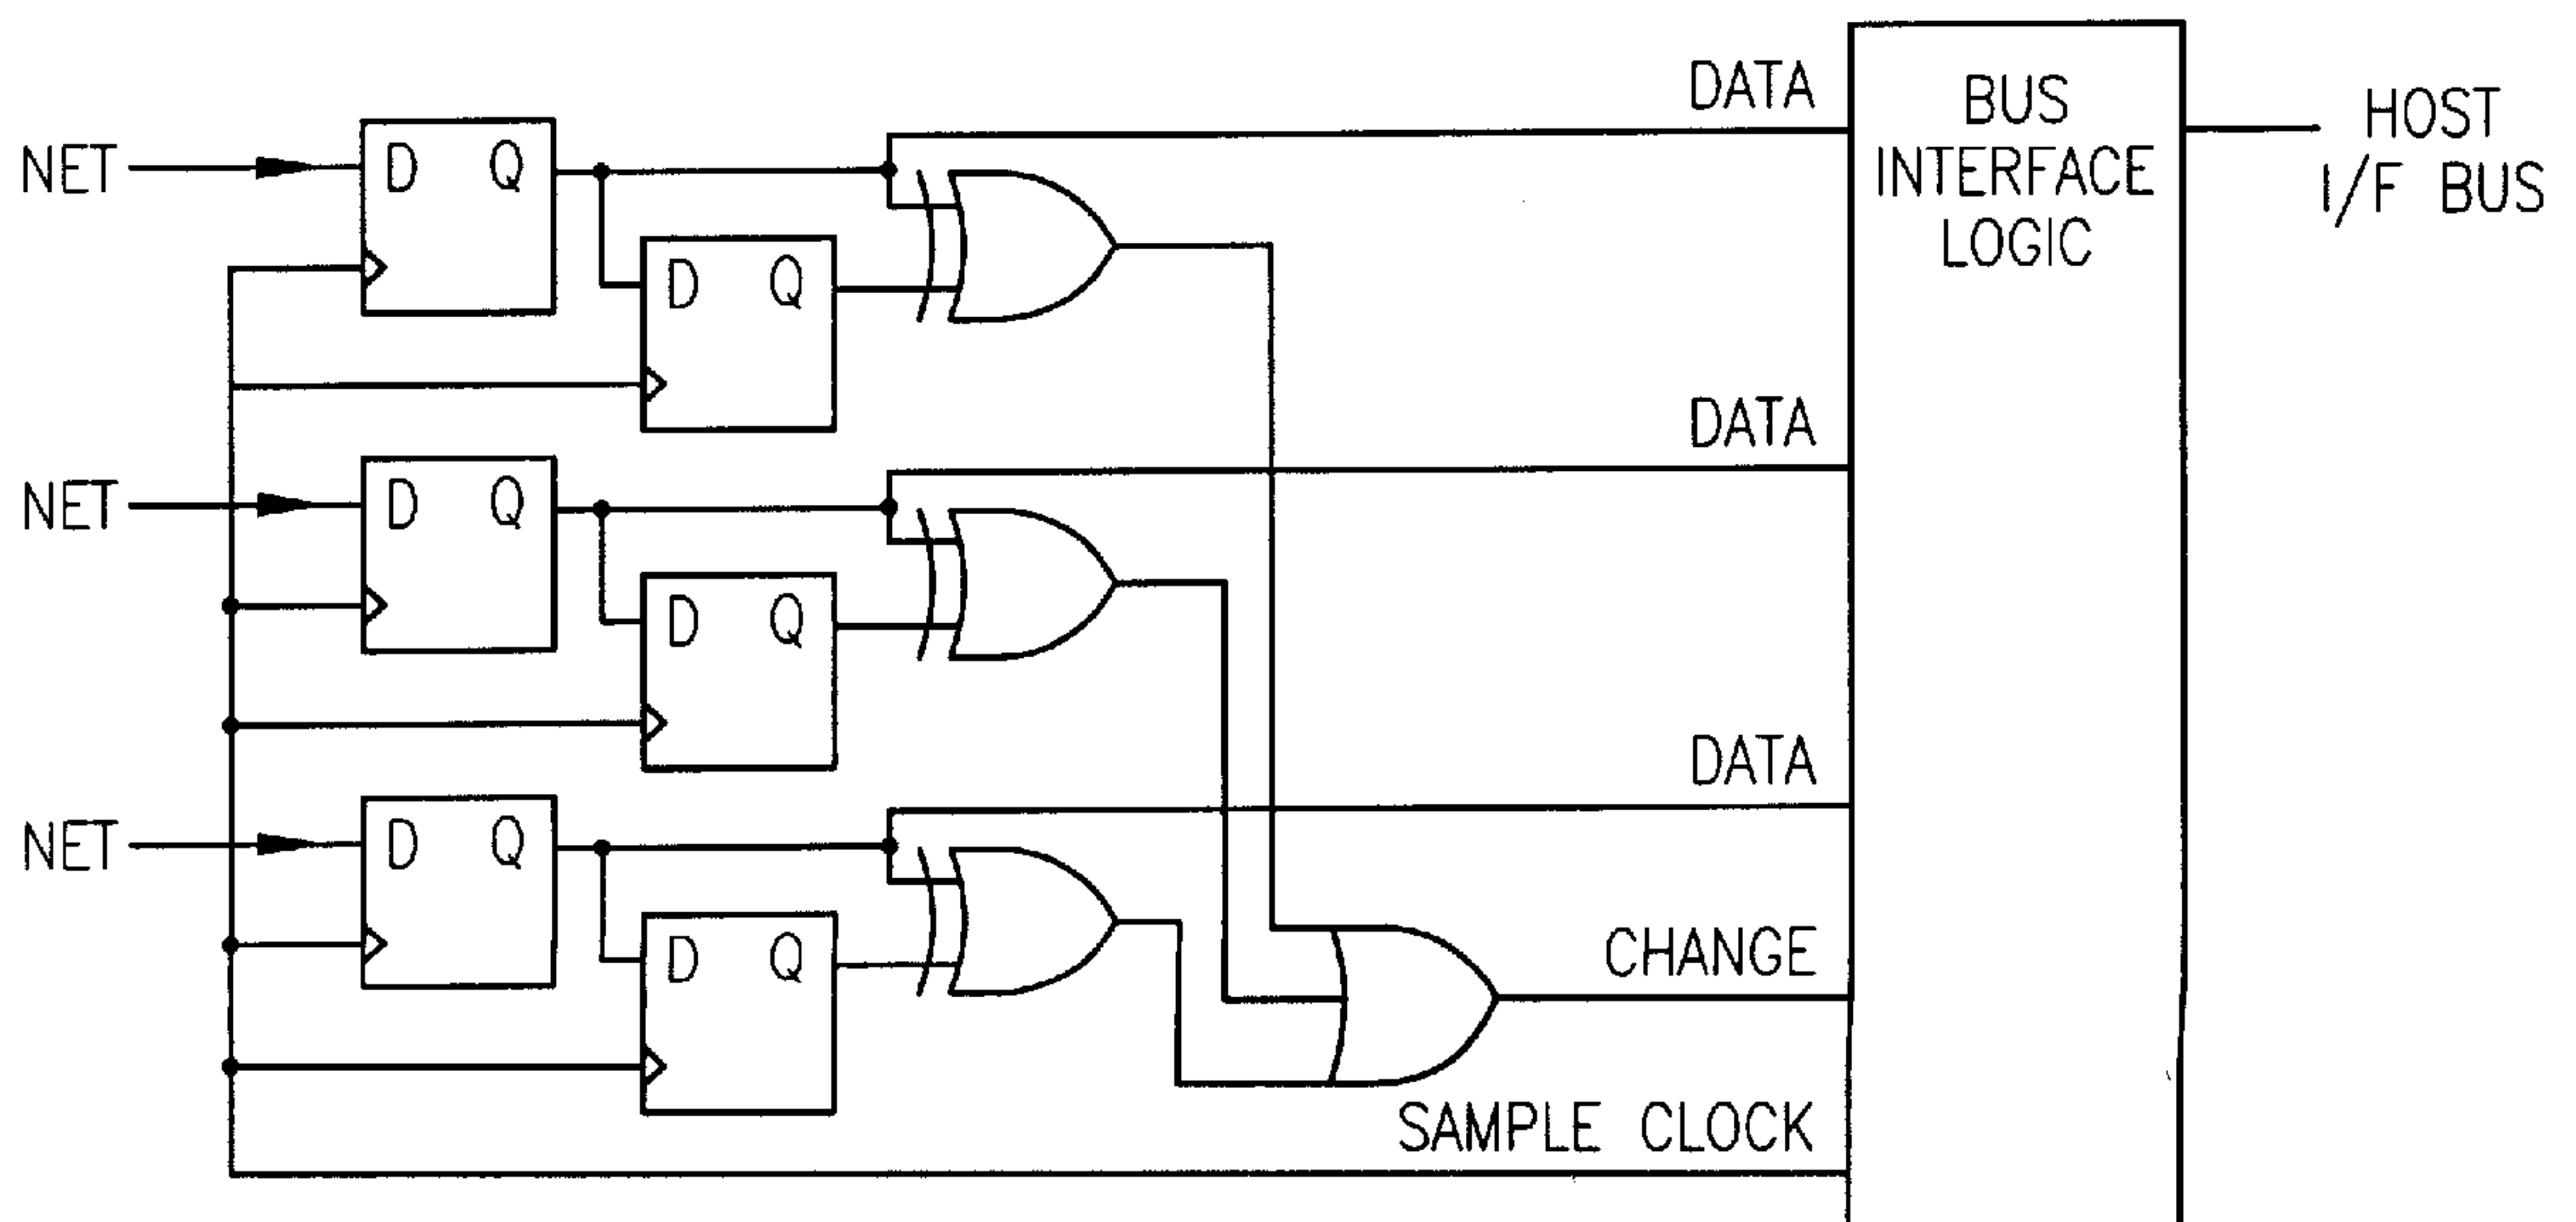 DATA
BUS
INTERFACE
LOGIC
HOST
I/F BUS
NET
D Q
D Q
DATA
NET
D Q
D Q
DATA
NET
D Q
D Q
CHANGE
SAMPLE CLOCK